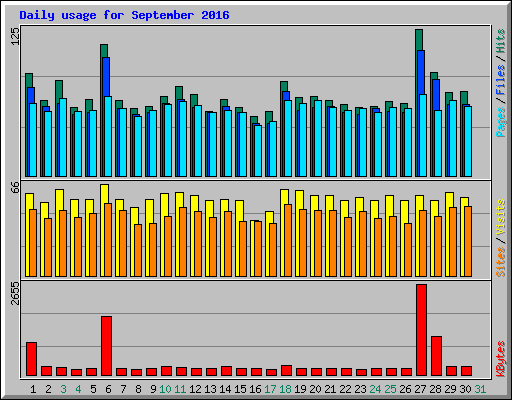 Daily usage for September 2016
125
Pages / Files / Hits
66
Sites / Visits
2655
KBytes
1 2 3 4 5 6 7 8 9 10 11 12 13 14 15 16 17 18 19 20 21 22 23 24 25 26 27 28 29 30 31